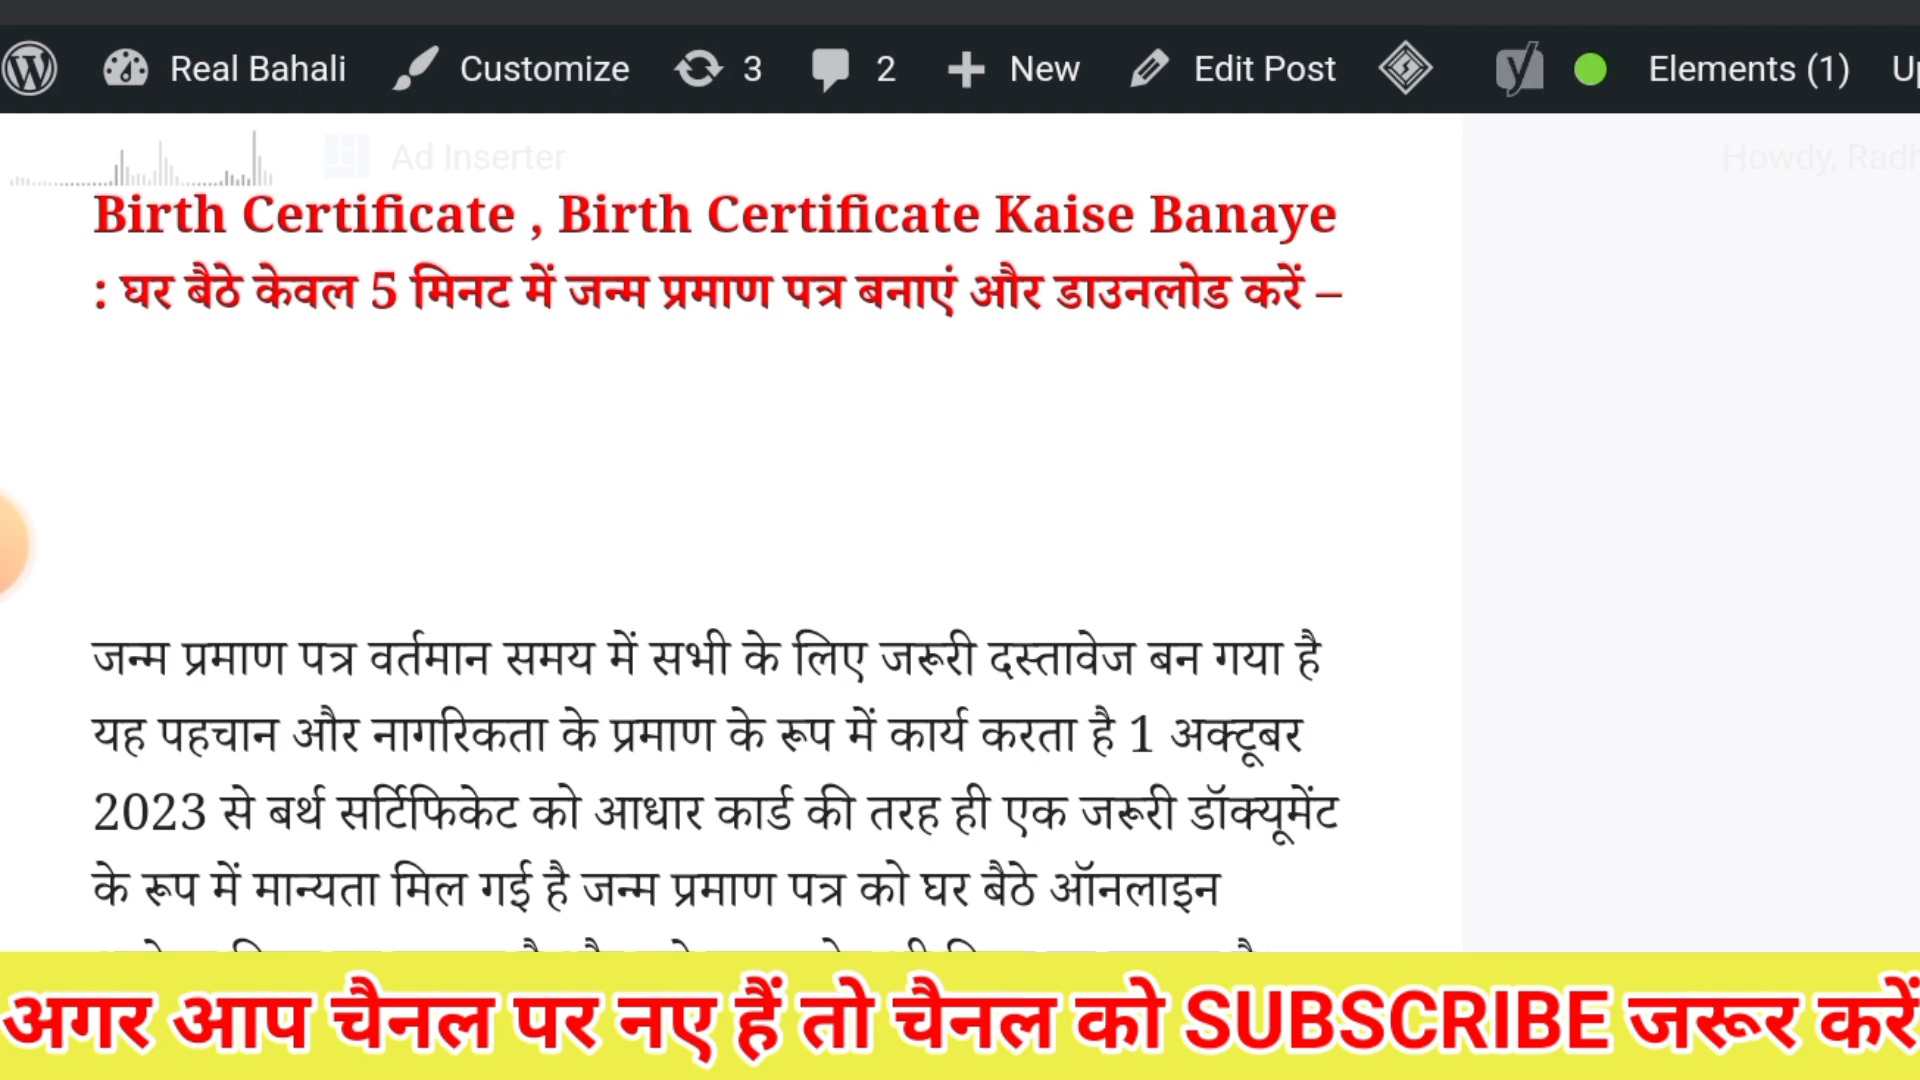 Real Bahali Customize 3 2 New Edit Post Elements (1)
Ad Inserter Howdy,
Birth Certificate , Birth Certificate Kaise Banaye
: घर बैठे केवल 5 मिनट में जन्म प्रमाण पत्र बनाएं और डाउनलोड करें –
जन्म प्रमाण पत्र वर्तमान समय में सभी के लिए जरूरी दस्तावेज बन गया है
यह पहचान और नागरिकता के प्रमाण के रूप में कार्य करता है 1 अक्टूबर
2023 से बर्थ सर्टिफिकेट को आधार कार्ड की तरह ही एक जरूरी डॉक्यूमेंट
के रूप में मान्यता मिल गई है जन्म प्रमाण पत्र को घर बैठे ऑनलाइन
अगर आप चैनल पर नए हैं तो चैनल को SUBSCRIBE जरूर करें